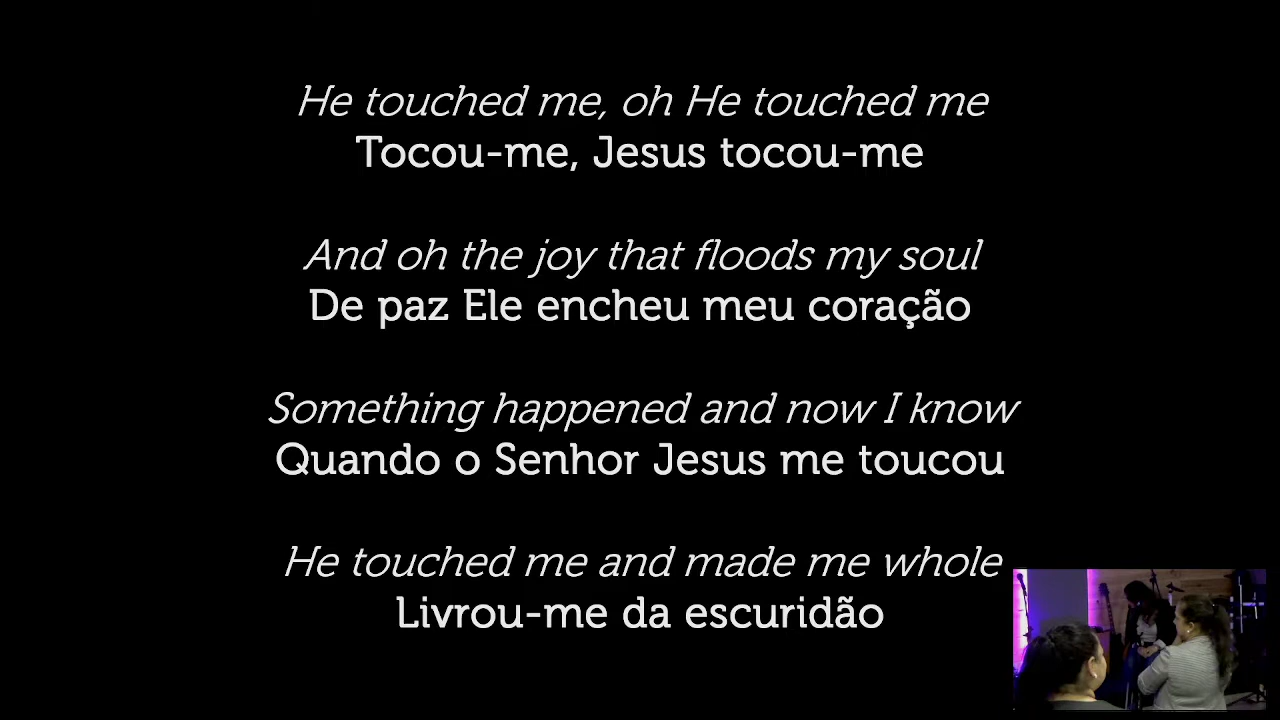 He touched me, oh He touched me
Tocou-me, Jesus tocou-me
And oh the joy that floods my soul
De paz Ele encheu meu coração
Something happened and now I know
Quando o Senhor Jesus me toucou
He touched me and made me whole
Livrou-me da escuridão